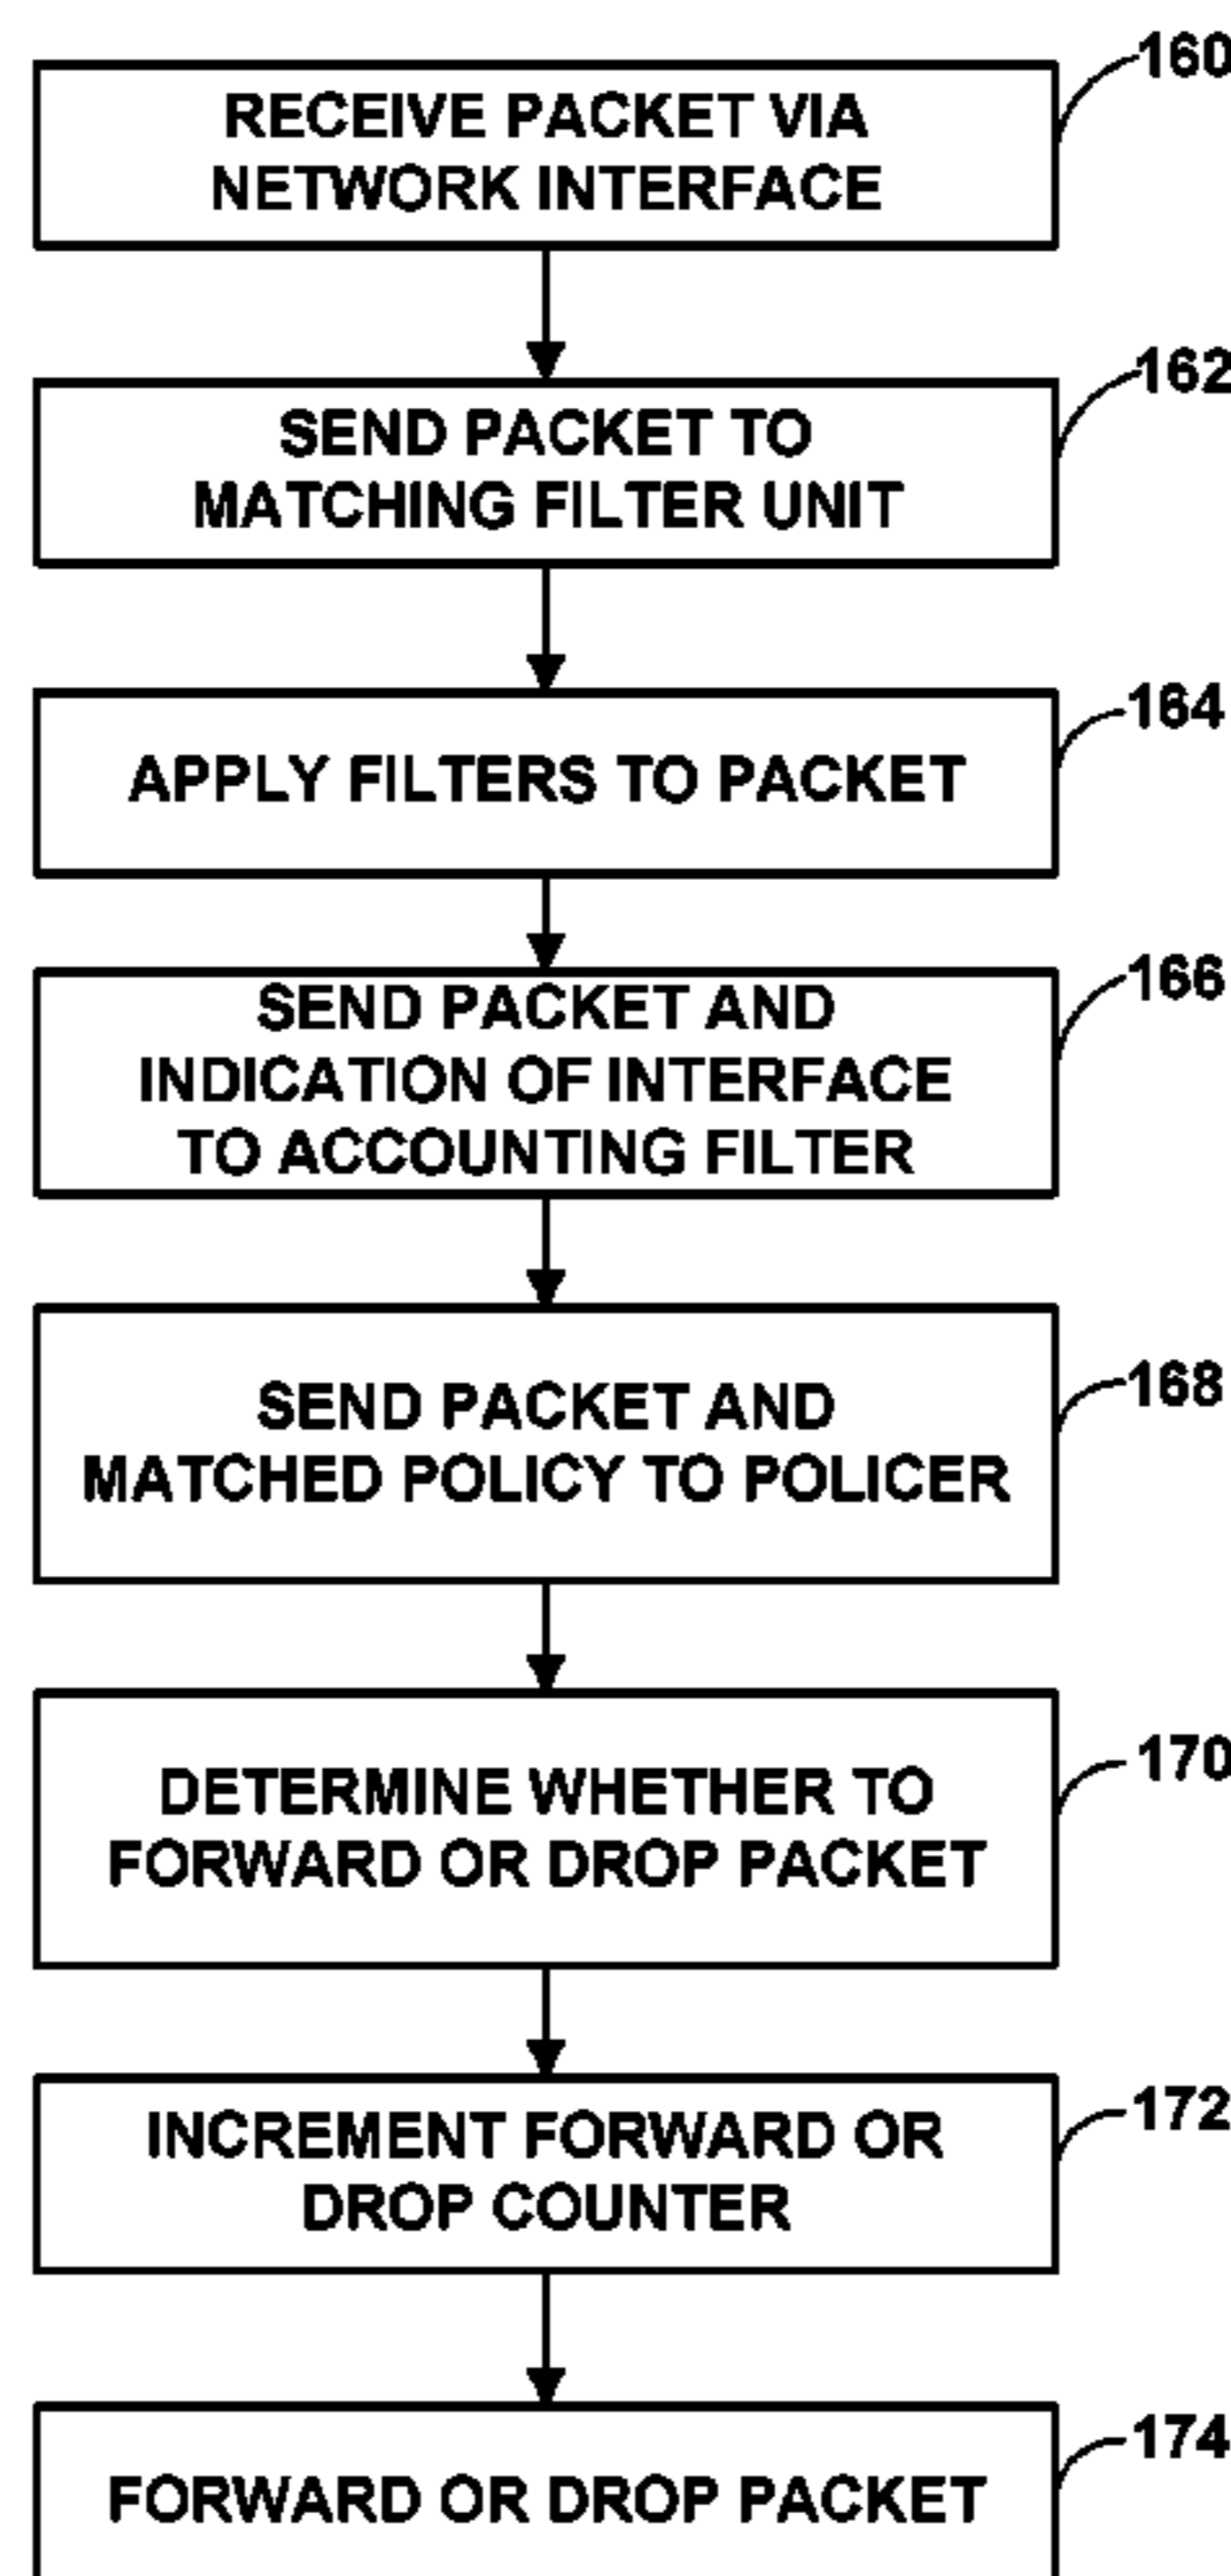 160
RECEIVE PACKET VIA
NETWORK INTERFACE
162
SEND PACKET TO
MATCHING FILTER UNIT
164
APPLY FILTERS TO PACKET
166
SEND PACKET AND
INDICATION OF INTERFACE
TO ACCOUNTING FILTER
168
SEND PACKET AND
MATCHED POLICY TO POLICER
170
DETERMINE WHETHER TO
FORWARD OR DROP PACKET
172
INCREMENT FORWARD OR
DROP COUNTER
174
FORWARD OR DROP PACKET